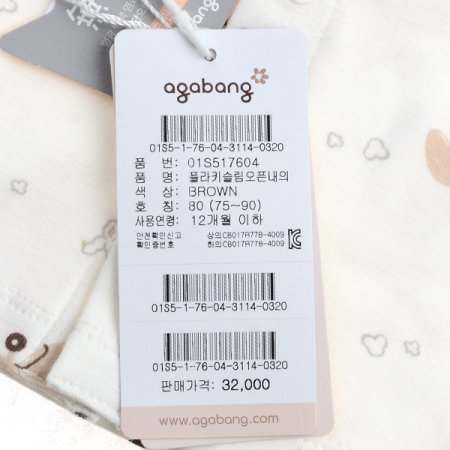 agabang
01S5-1-76-04-3114-0320
품 번: 01S517604
품 명: 플라키슬림오픈내의
색 상: BROWN
호 칭: 80 (75~90)
사용연령: 12개월 이하
안전확인신고 상의CB017R778-4009
확인증번호 하의CB017R778-4009
01S5-1-76-04-3114-0320
01S5-1-76-04-3114-0320
판매가격: 32,000
www.agabang.com